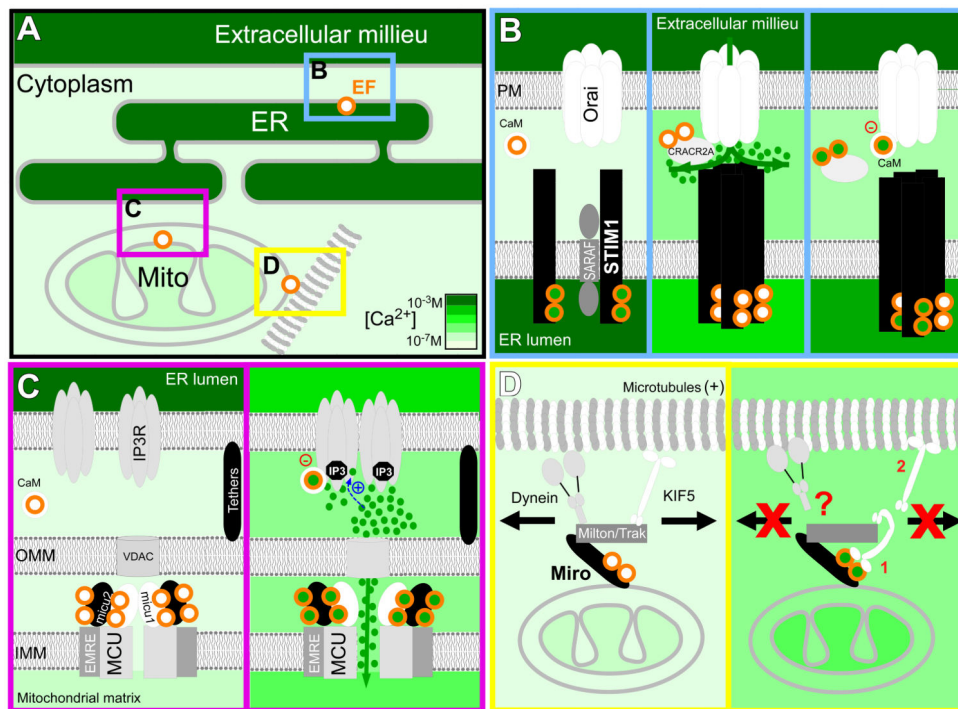 A
Extracellular millieu
Cytoplasm
B
EF
ER
C
D
Mito
10⁻³M
[Ca²⁺]
10⁻⁷M
B
Extracellular millieu
PM
Orai
CaM
CRACR2A
-
CaM
SARAF
STIM1
ER lumen
C
ER lumen
IP3R
CaM
Tethers
-
IP3
IP3
+
OMM
VDAC
micu2
micu1
EMRE
MCU
EMRE
MCU
IMM
Mitochondrial matrix
D
Microtubules (+)
Dynein
KIF5
Milton/Trak
Miro
2
?
X
X
1